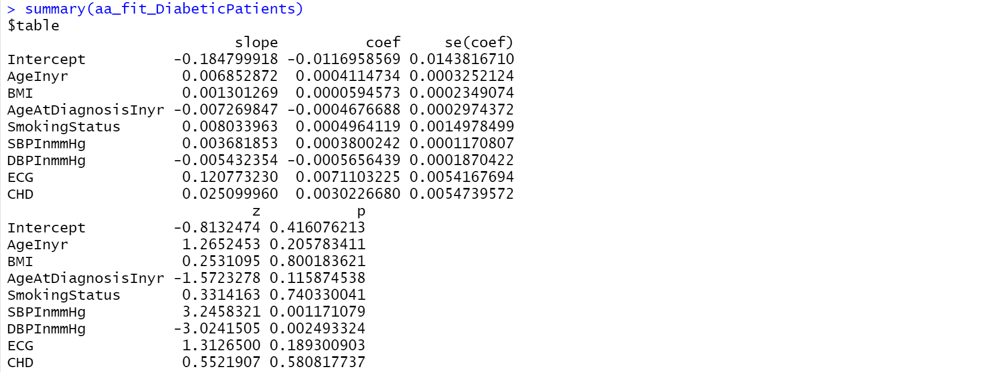 > summary(aa_fit_DiabeticPatients)
$table
                          slope          coef     se(coef)
Intercept          -0.184799918 -0.0116958569 0.0143816710
AgeInyr             0.006852872  0.0004114734 0.0003252124
BMI                 0.001301269  0.0000594573 0.0002349074
AgeAtDiagnosisInyr -0.007269847 -0.0004676688 0.0002974372
SmokingStatus       0.008033963  0.0004964119 0.0014978499
SBPInmmHg           0.003681853  0.0003800242 0.0001170807
DBPInmmHg          -0.005432354 -0.0005656439 0.0001870422
ECG                 0.120773230  0.0071103225 0.0054167694
CHD                 0.025099960  0.0030226680 0.0054739572
                            z           p
Intercept          -0.8132474 0.416076213
AgeInyr             1.2652453 0.205783411
BMI                 0.2531095 0.800183621
AgeAtDiagnosisInyr -1.5723278 0.115874538
SmokingStatus       0.3314163 0.740330041
SBPInmmHg           3.2458321 0.001171079
DBPInmmHg          -3.0241505 0.002493324
ECG                 1.3126500 0.189300903
CHD                 0.5521907 0.580817737